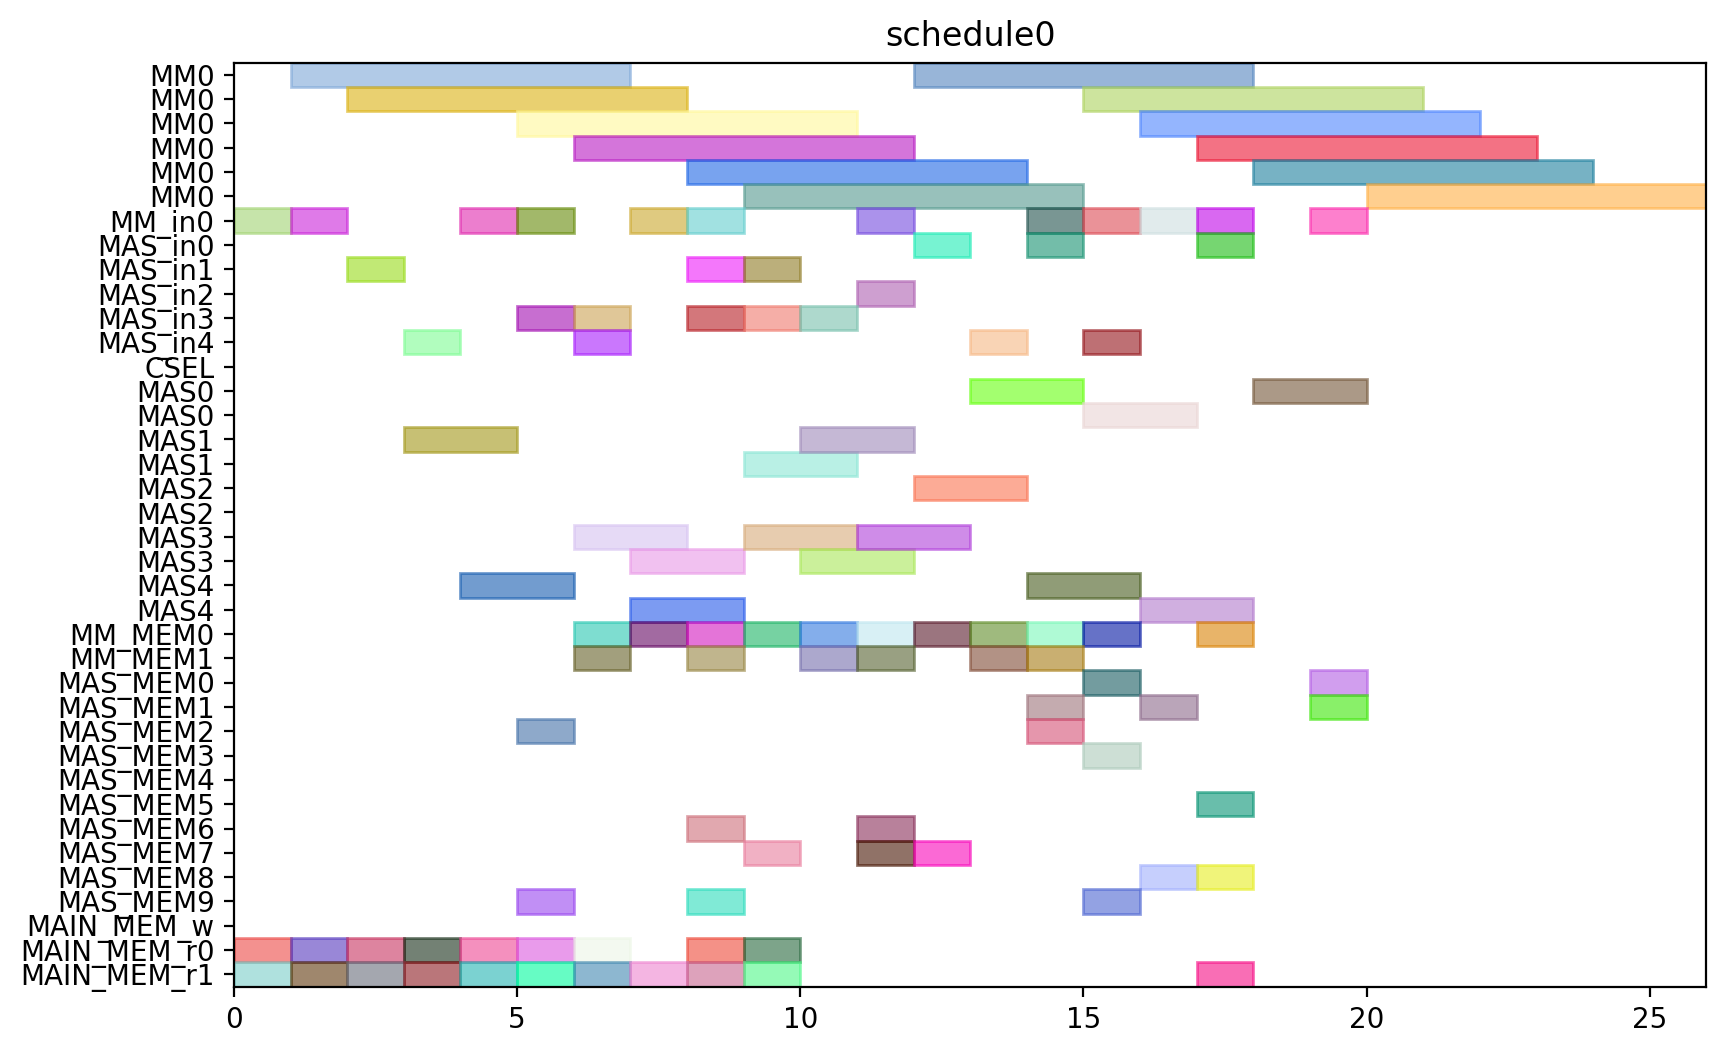 schedule0
MM0
MM0
MM0
MM0
MM0
MM0
MM_in0
MAS_in0
MAS_in1
MAS_in2
MAS_in3
MAS_in4
CSEL
MAS0
MAS0
MAS1
MAS1
MAS2
MAS2
MAS3
MAS3
MAS4
MAS4
MM_MEM0
MM_MEM1
MAS_MEM0
MAS_MEM1
MAS_MEM2
MAS_MEM3
MAS_MEM4
MAS_MEM5
MAS_MEM6
MAS_MEM7
MAS_MEM8
MAS_MEM9
MAIN_MEM_w
MAIN_MEM_r0
MAIN_MEM_r1
0 5 10 15 20 25